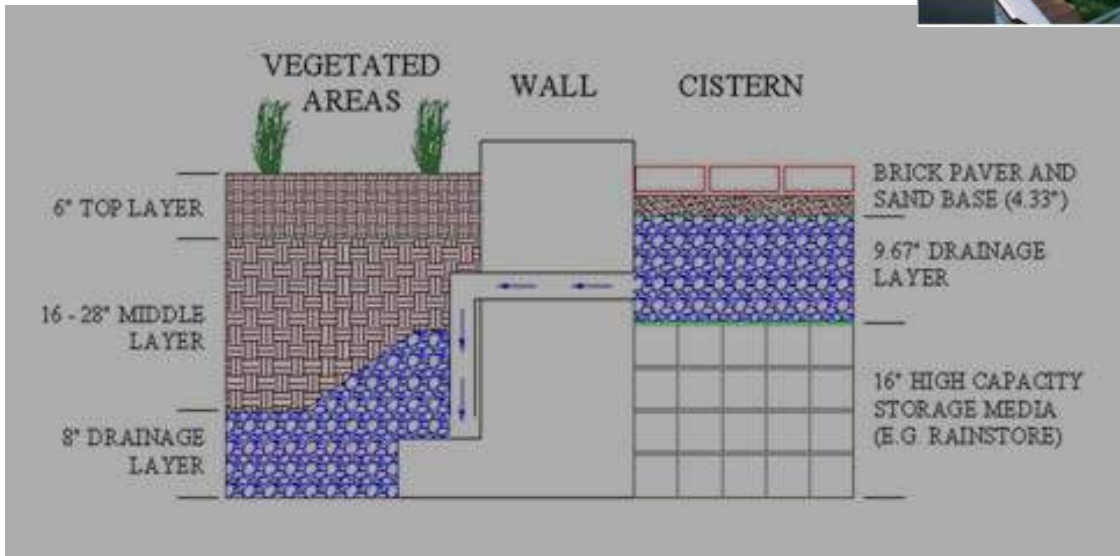 VEGETATED
AREAS
WALL
CISTERN
6" TOP LAYER
16 - 28" MIDDLE
LAYER
8" DRAINAGE
LAYER
BRICK PAVER AND
SAND BASE (4.33")
9.67" DRAINAGE
LAYER
16" HIGH CAPACITY
STORAGE MEDIA
(E.G. RAINSTORE)